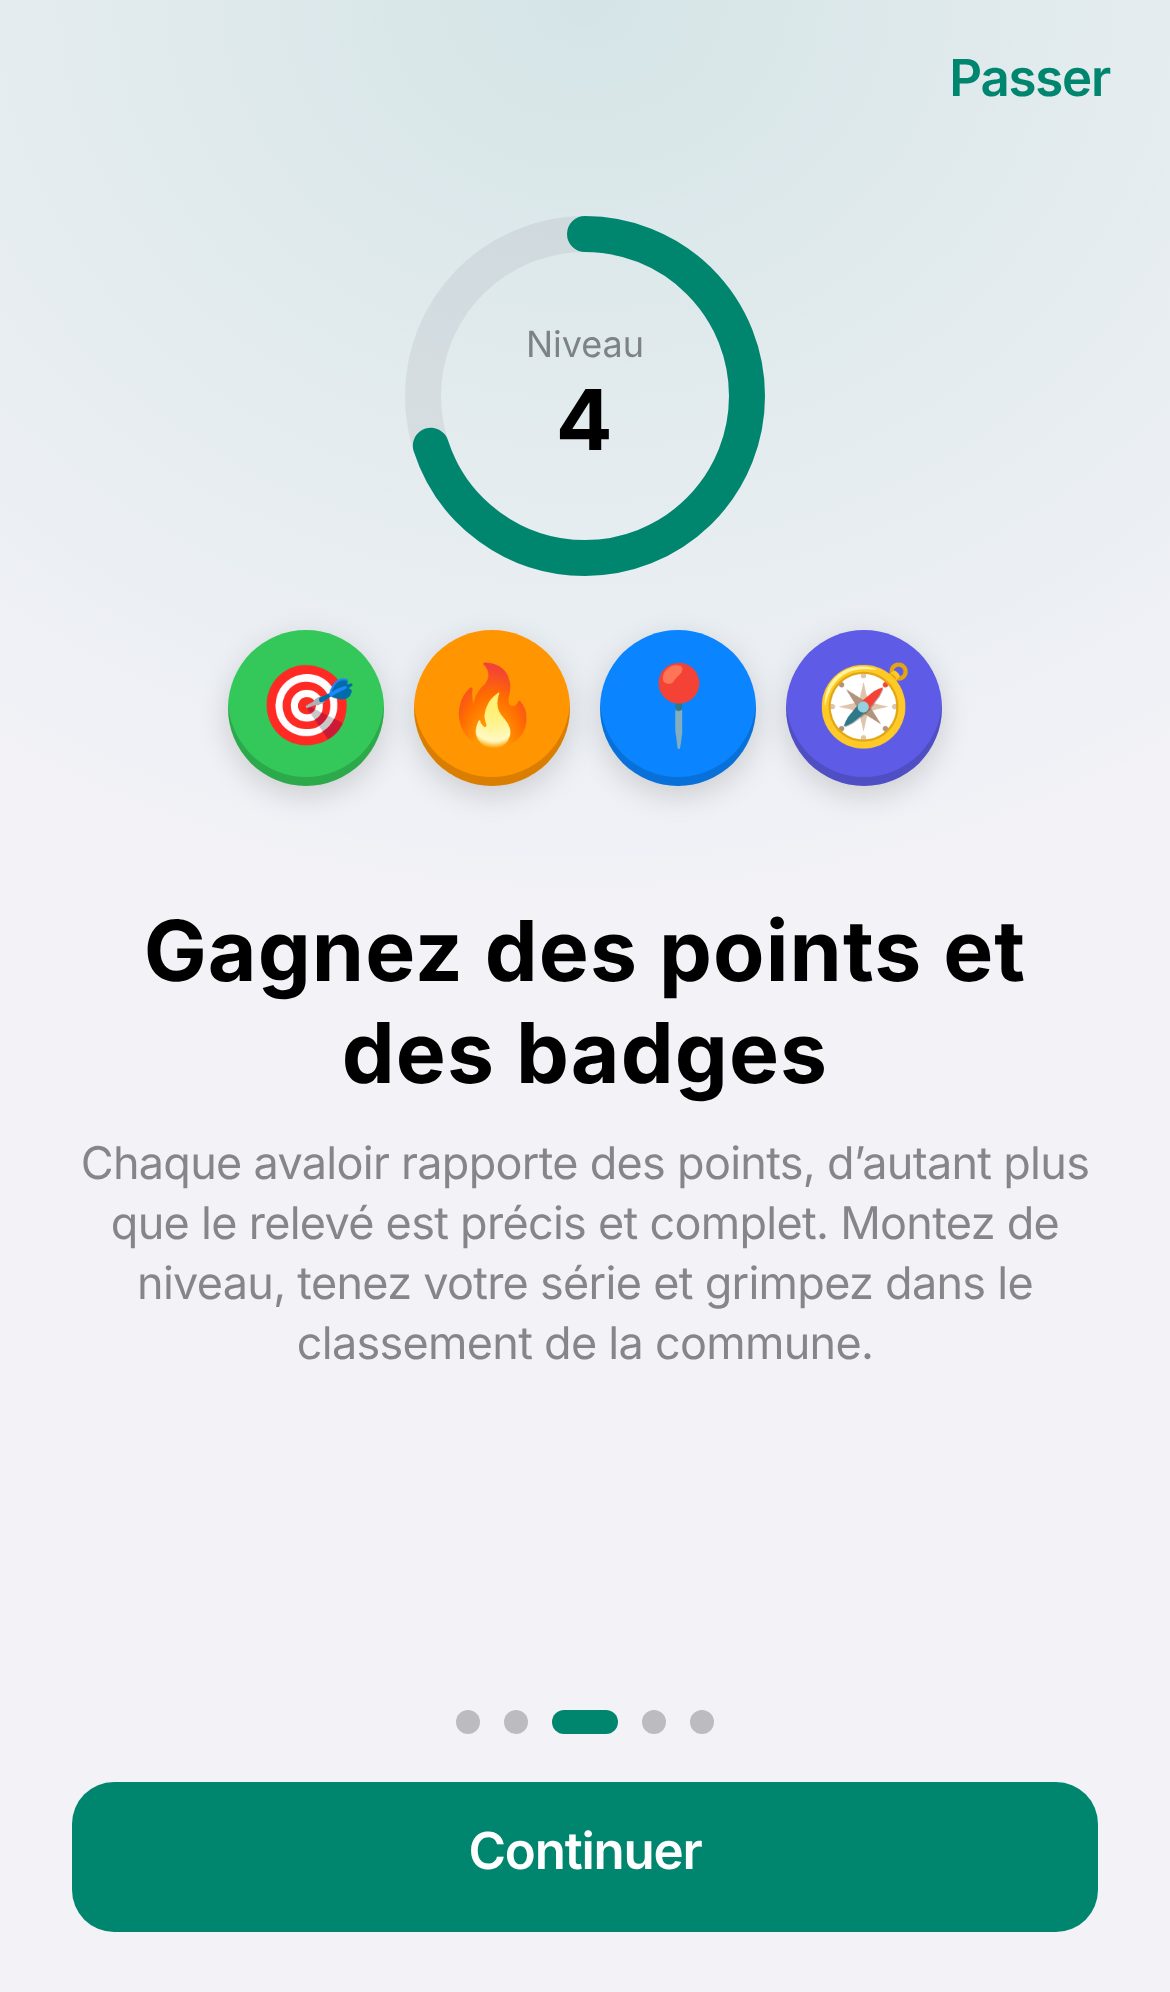 Passer
Niveau
4
Gagnez des points et
des badges
Chaque avaloir rapporte des points, d’autant plus
que le relevé est précis et complet. Montez de
niveau, tenez votre série et grimpez dans le
classement de la commune.
Continuer